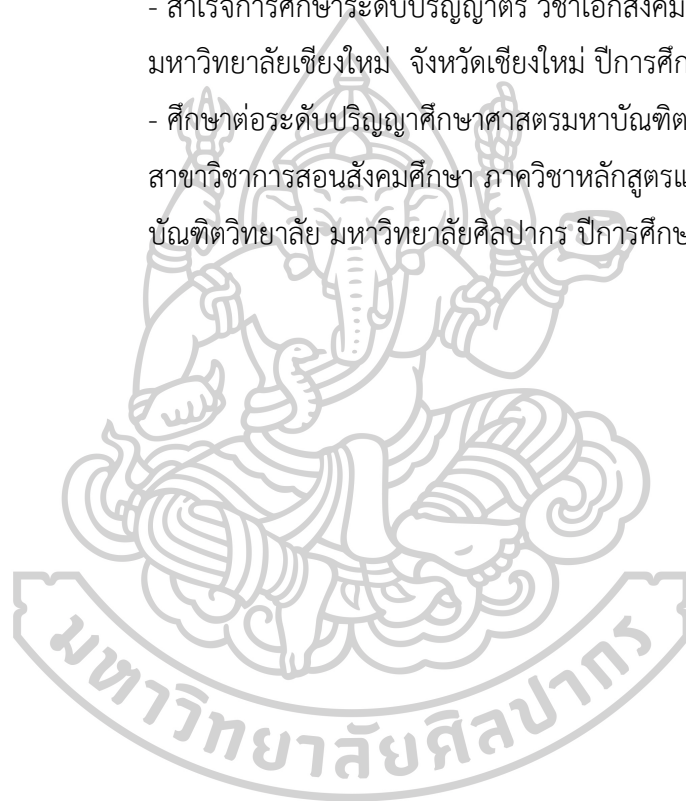 - สำเร็จการศึกษาระดับปริญญาตรี วิชาเอกสังคม
มหาวิทยาลัยเชียงใหม่  จังหวัดเชียงใหม่ ปีการศึก
- ศึกษาต่อระดับปริญญาศึกษาศาสตรมหาบัณฑิต
สาขาวิชาการสอนสังคมศึกษา ภาควิชาหลักสูตรแ
บัณฑิตวิทยาลัย มหาวิทยาลัยศิลปากร ปีการศึกษ
มหาวิทยาลัยศิลปากร